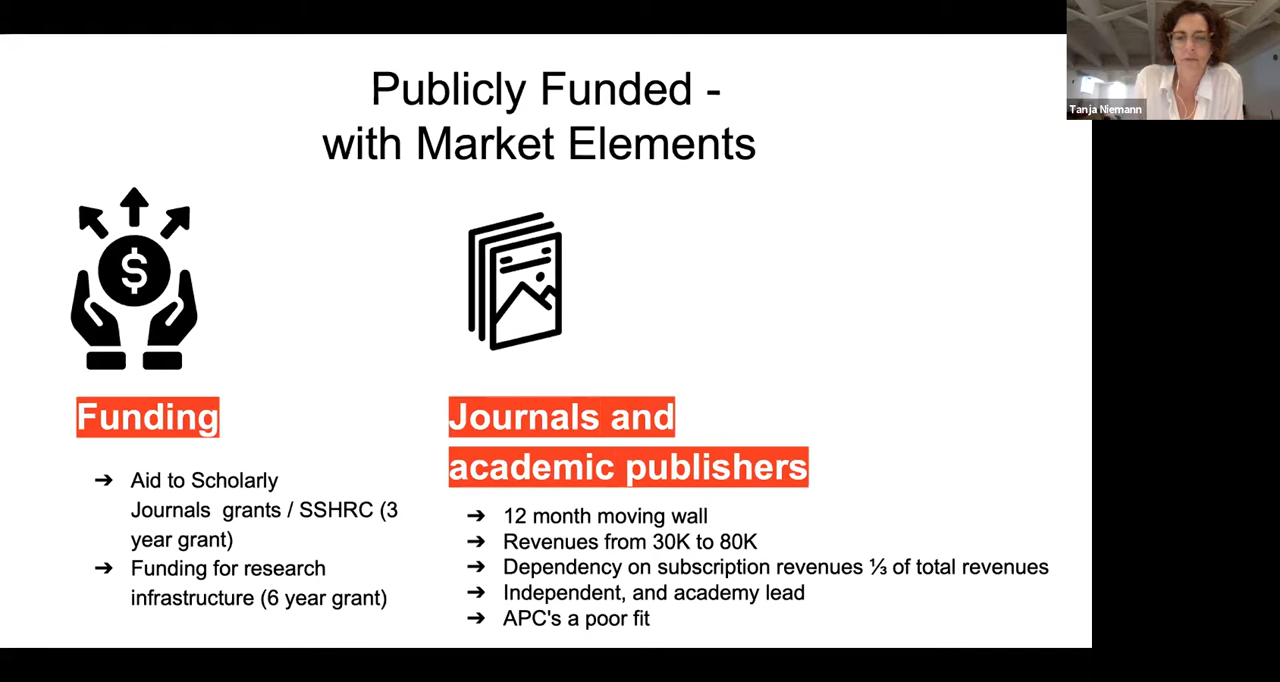 Publicly Funded -
with Market Elements
Tanja Niemann
$
Funding
➔ Aid to Scholarly
Journals  grants / SSHRC (3
year grant)
➔ Funding for research
infrastructure (6 year grant)
Journals and
academic publishers
➔ 12 month moving wall
➔ Revenues from 30K to 80K
➔ Dependency on subscription revenues ⅓ of total revenues
➔ Independent, and academy lead
➔ APC's a poor fit